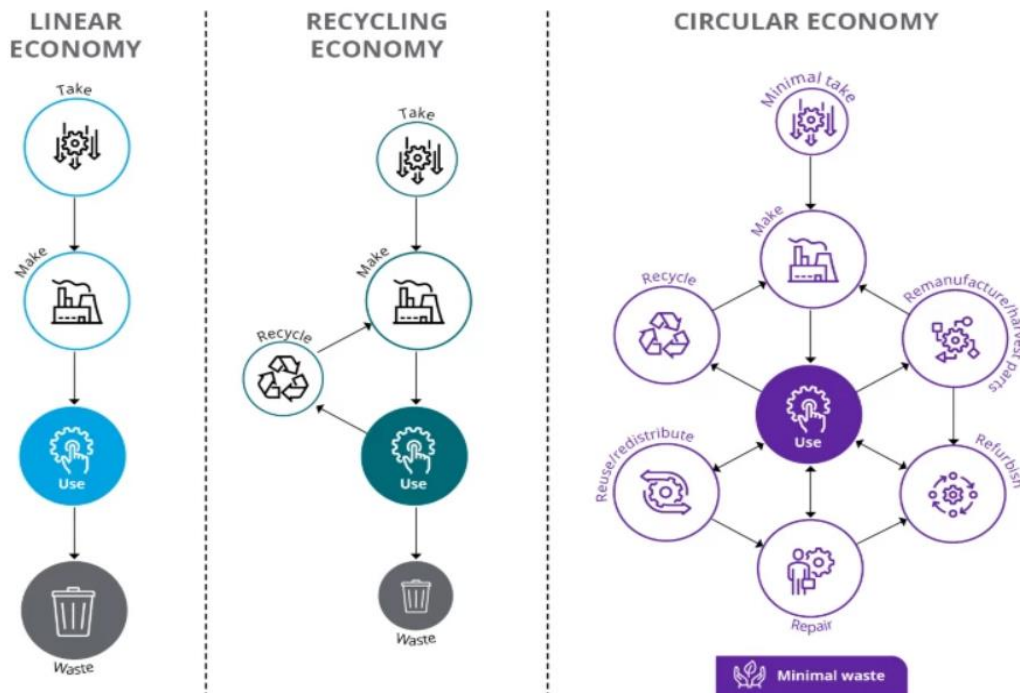 LINEAR
ECONOMY
Take
Make
Use
Waste
RECYCLING
ECONOMY
Take
Make
Recycle
Use
Waste
CIRCULAR ECONOMY
Minimal take
Make
Recycle
Remanufacture/harvest parts
Use
Reuse/redistribute
Refurbish
Repair
Minimal waste